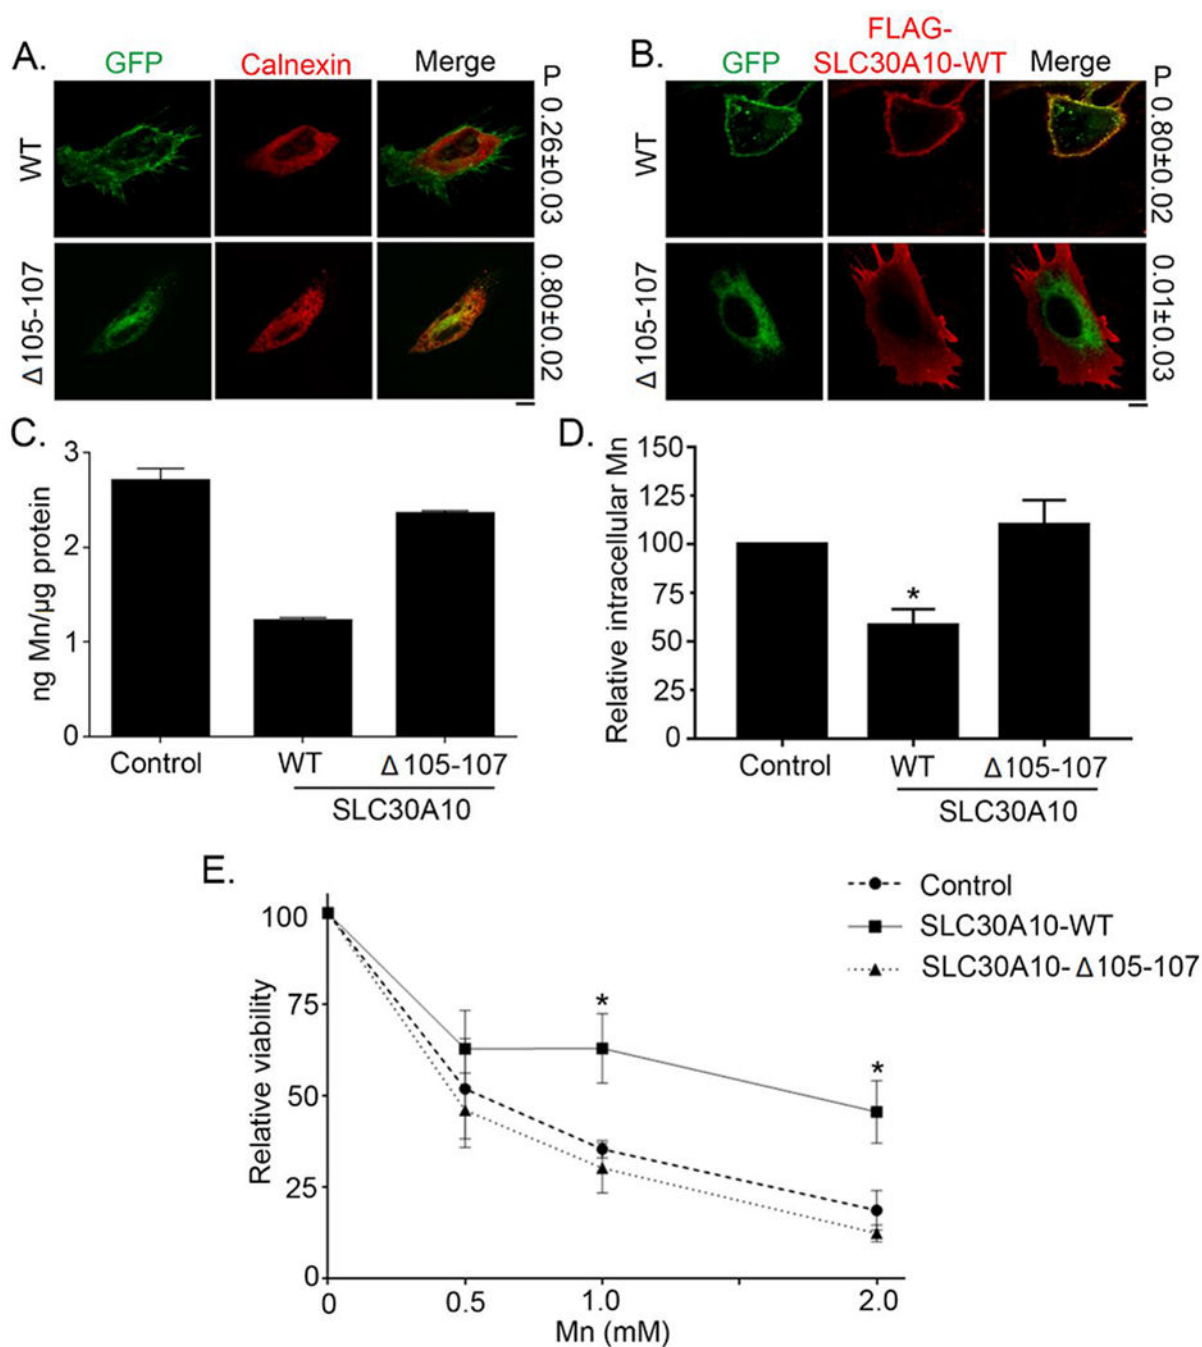 A.
GFP
Calnexin
Merge
P
WT
0.26±0.03
Δ105-107
0.80±0.02
B.
GFP
FLAG-
SLC30A10-WT
Merge
P
WT
0.80±0.02
Δ105-107
0.01±0.03
C.
ng Mn/µg protein
3
2
1
0
Control
WT
Δ105-107
SLC30A10
D.
Relative intracellular Mn
150
125
100
75
50
25
0
*
Control
WT
Δ105-107
SLC30A10
E.
Control
SLC30A10-WT
SLC30A10-Δ105-107
Relative viability
100
75
50
25
0
*
*
0
0.5
1.0
2.0
Mn (mM)